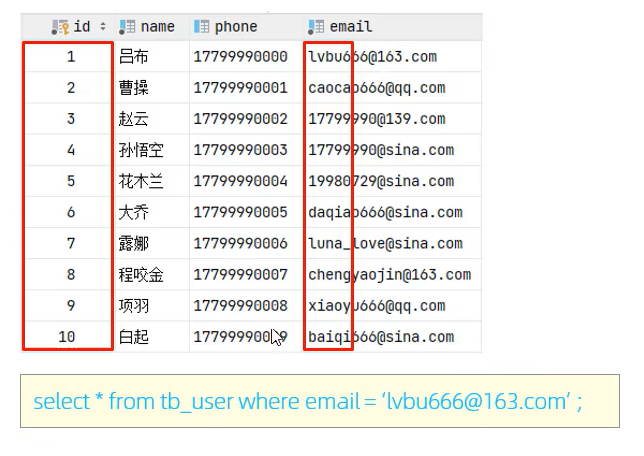 id name phone email
1 吕布 17799990000 lvbu666@163.com
2 曹操 17799990001 caocao666@qq.com
3 赵云 17799990002 17799990@139.com
4 孙悟空 17799990003 17799990@sina.com
5 花木兰 17799990004 19980729@sina.com
6 大乔 17799990005 daqiao666@sina.com
7 露娜 17799990006 luna_love@sina.com
8 程咬金 17799990007 chengyaojin@163.com
9 项羽 17799990008 xiaoyu666@qq.com
10 白起 17799990009 baiqi666@sina.com
select * from tb_user where email = ‘lvbu666@163.com’ ;